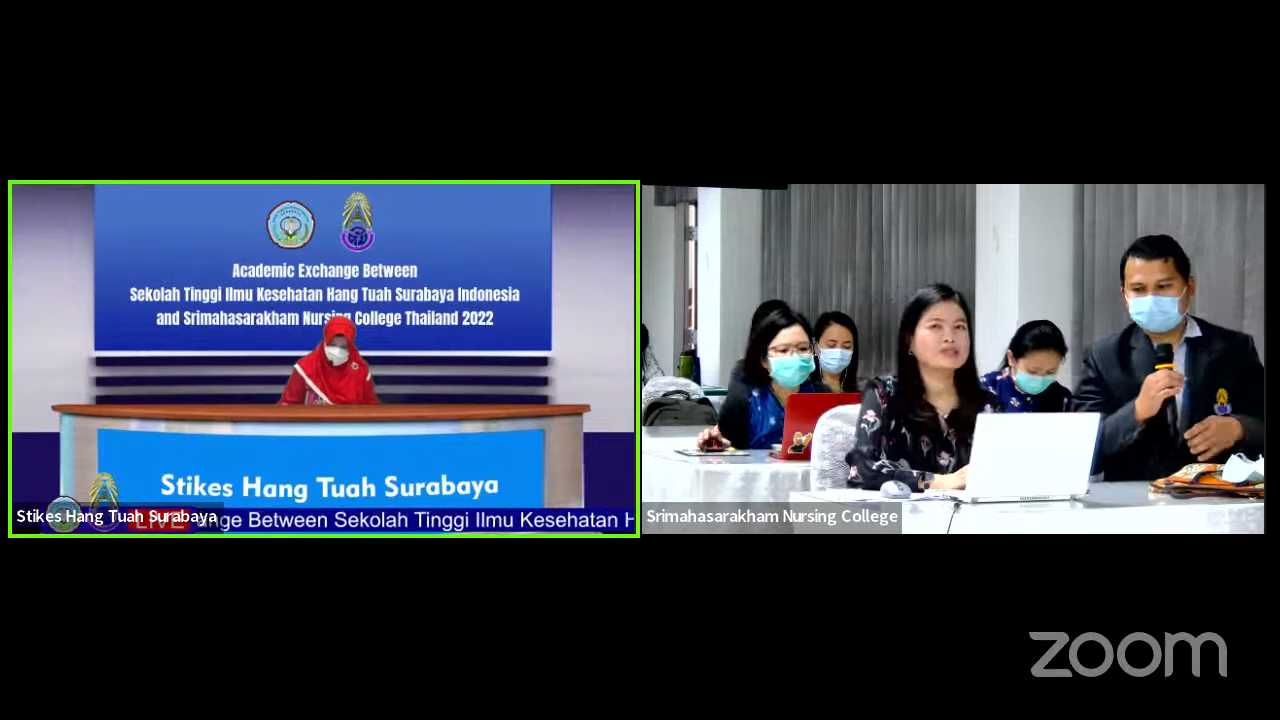 Academic Exchange Between
Sekolah Tinggi Ilmu Kesehatan Hang Tuah Surabaya Indonesia
and Srimahasarakham Nursing College Thailand 2022
Stikes Hang Tuah Surabaya
Stikes Hang Tuah Surabaya
LIVE
ange Between Sekolah Tinggi Ilmu Kesehatan H
Srimahasarakham Nursing College
zoom